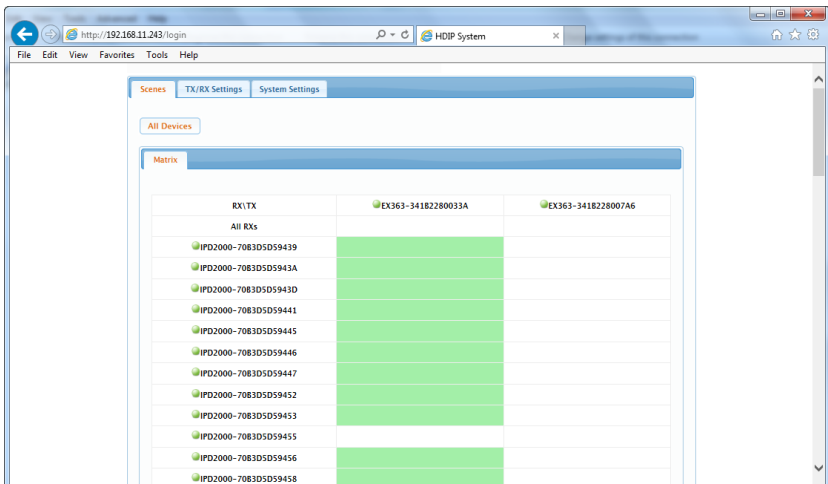 http://192.168.11.243/login
HDIP System
File Edit View Favorites Tools Help
Scenes TX/RX Settings System Settings
All Devices
Matrix
RX\TX EX363-341B2280033A EX363-341B228007A6
All RXs
IPD2000-70B3D5D59439
IPD2000-70B3D5D5943A
IPD2000-70B3D5D5943D
IPD2000-70B3D5D59441
IPD2000-70B3D5D59445
IPD2000-70B3D5D59446
IPD2000-70B3D5D59447
IPD2000-70B3D5D59452
IPD2000-70B3D5D59453
IPD2000-70B3D5D59455
IPD2000-70B3D5D59456
IPD2000-70B3D5D59458